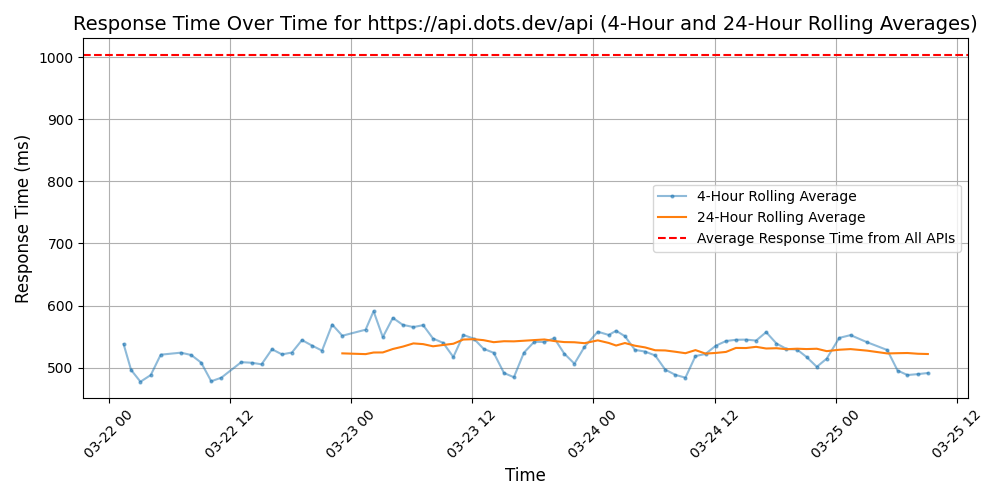 Response Time Over Time for https://api.dots.dev/api (4-Hour and 24-Hour Rolling Averages)
Response Time (ms)
1000
900
800
700
600
500
4-Hour Rolling Average
24-Hour Rolling Average
Average Response Time from All APIs
03-22 00
03-22 12
03-23 00
03-23 12
03-24 00
03-24 12
03-25 00
03-25 12
Time